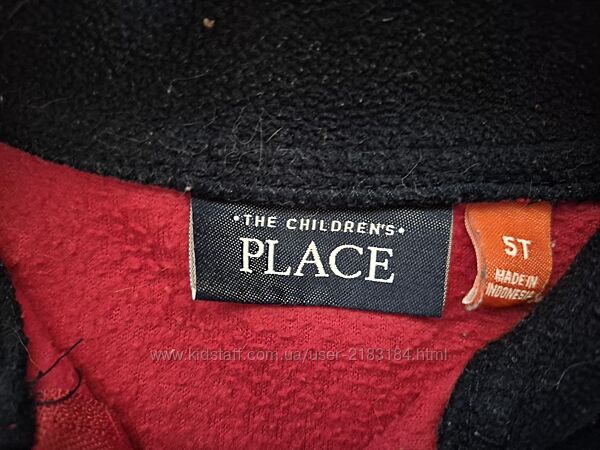 •THE CHILDREN'S•
PLACE
5T
MADE IN
INDONESIA
www.kidstaff.com.ua/user-2183184.html